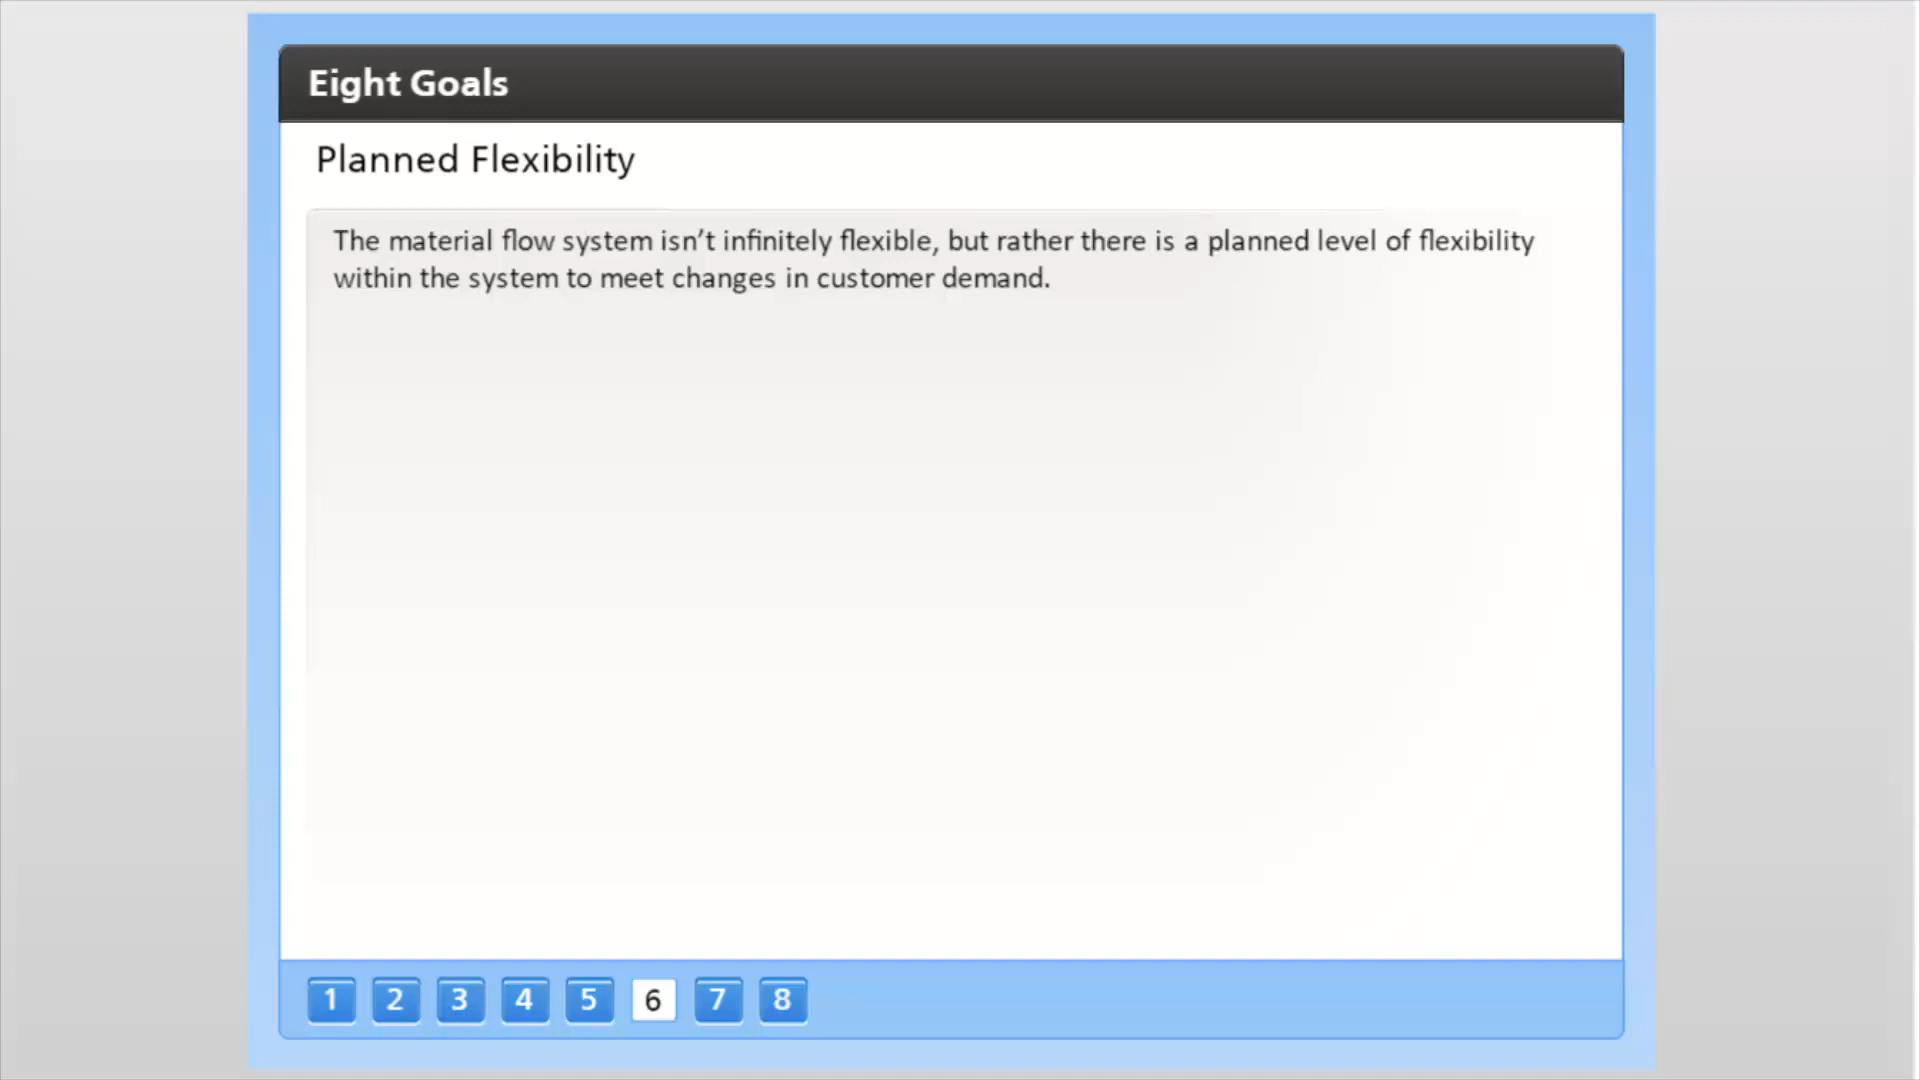 Eight Goals
Planned Flexibility
The material flow system isn’t infinitely flexible, but rather there is a planned level of flexibility
within the system to meet changes in customer demand.
1 2 3 4 5 6 7 8